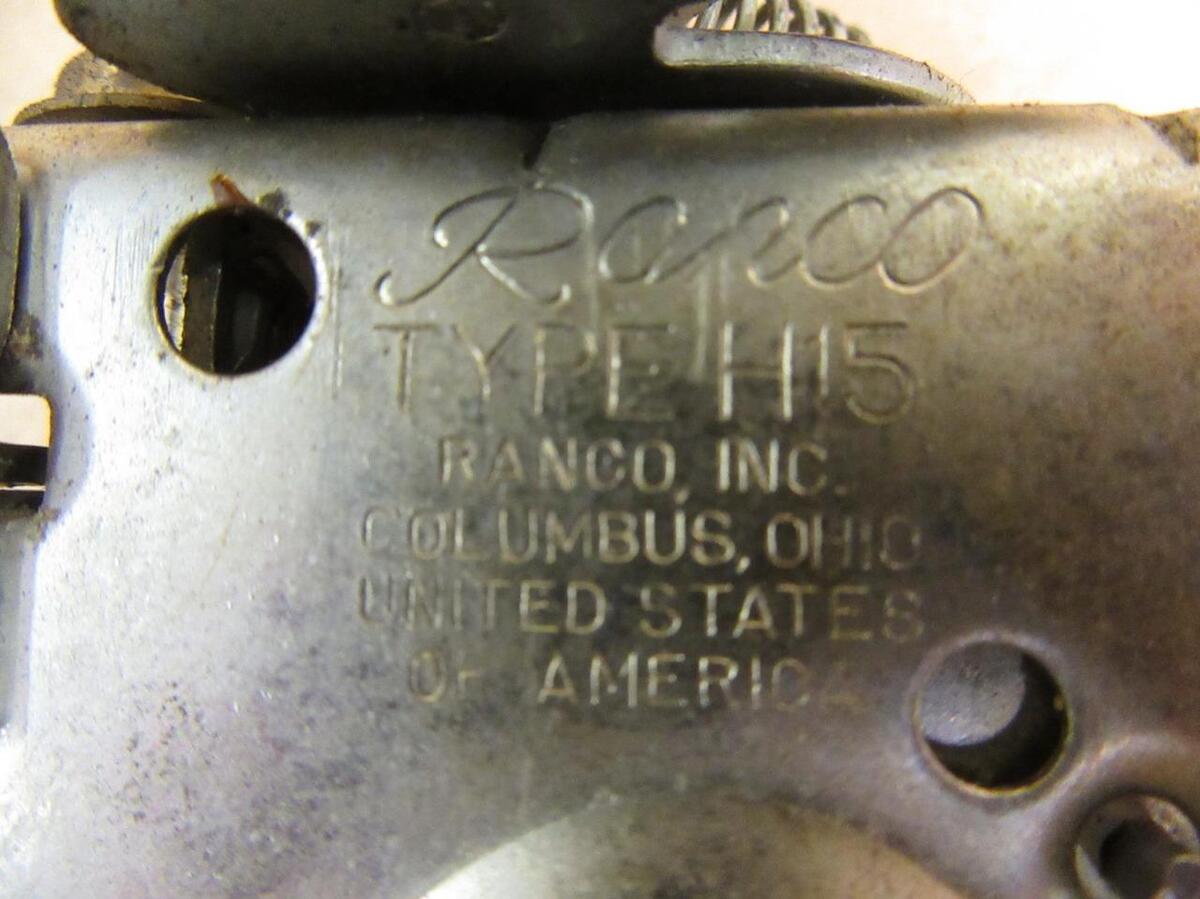 Ranco
TYPE H15
RANCO, INC.
COLUMBUS, OHIO
UNITED STATES
OF AMERICA